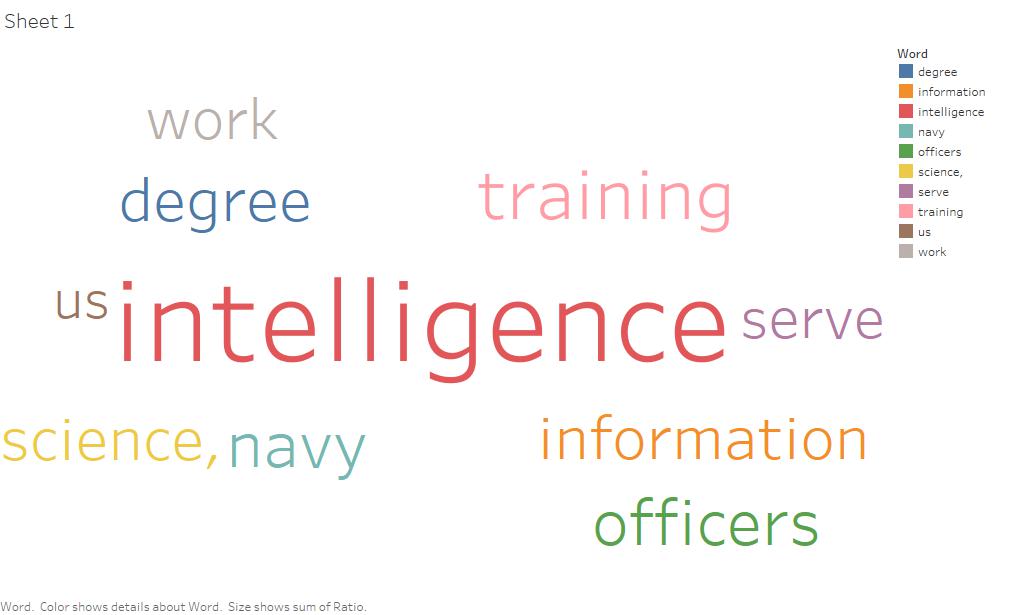 Sheet 1
work
degree
training
us intelligence serve
science, navy
information
officers
Word
degree
information
intelligence
navy
officers
science,
serve
training
us
work
Word. Color shows details about Word. Size shows sum of Ratio.